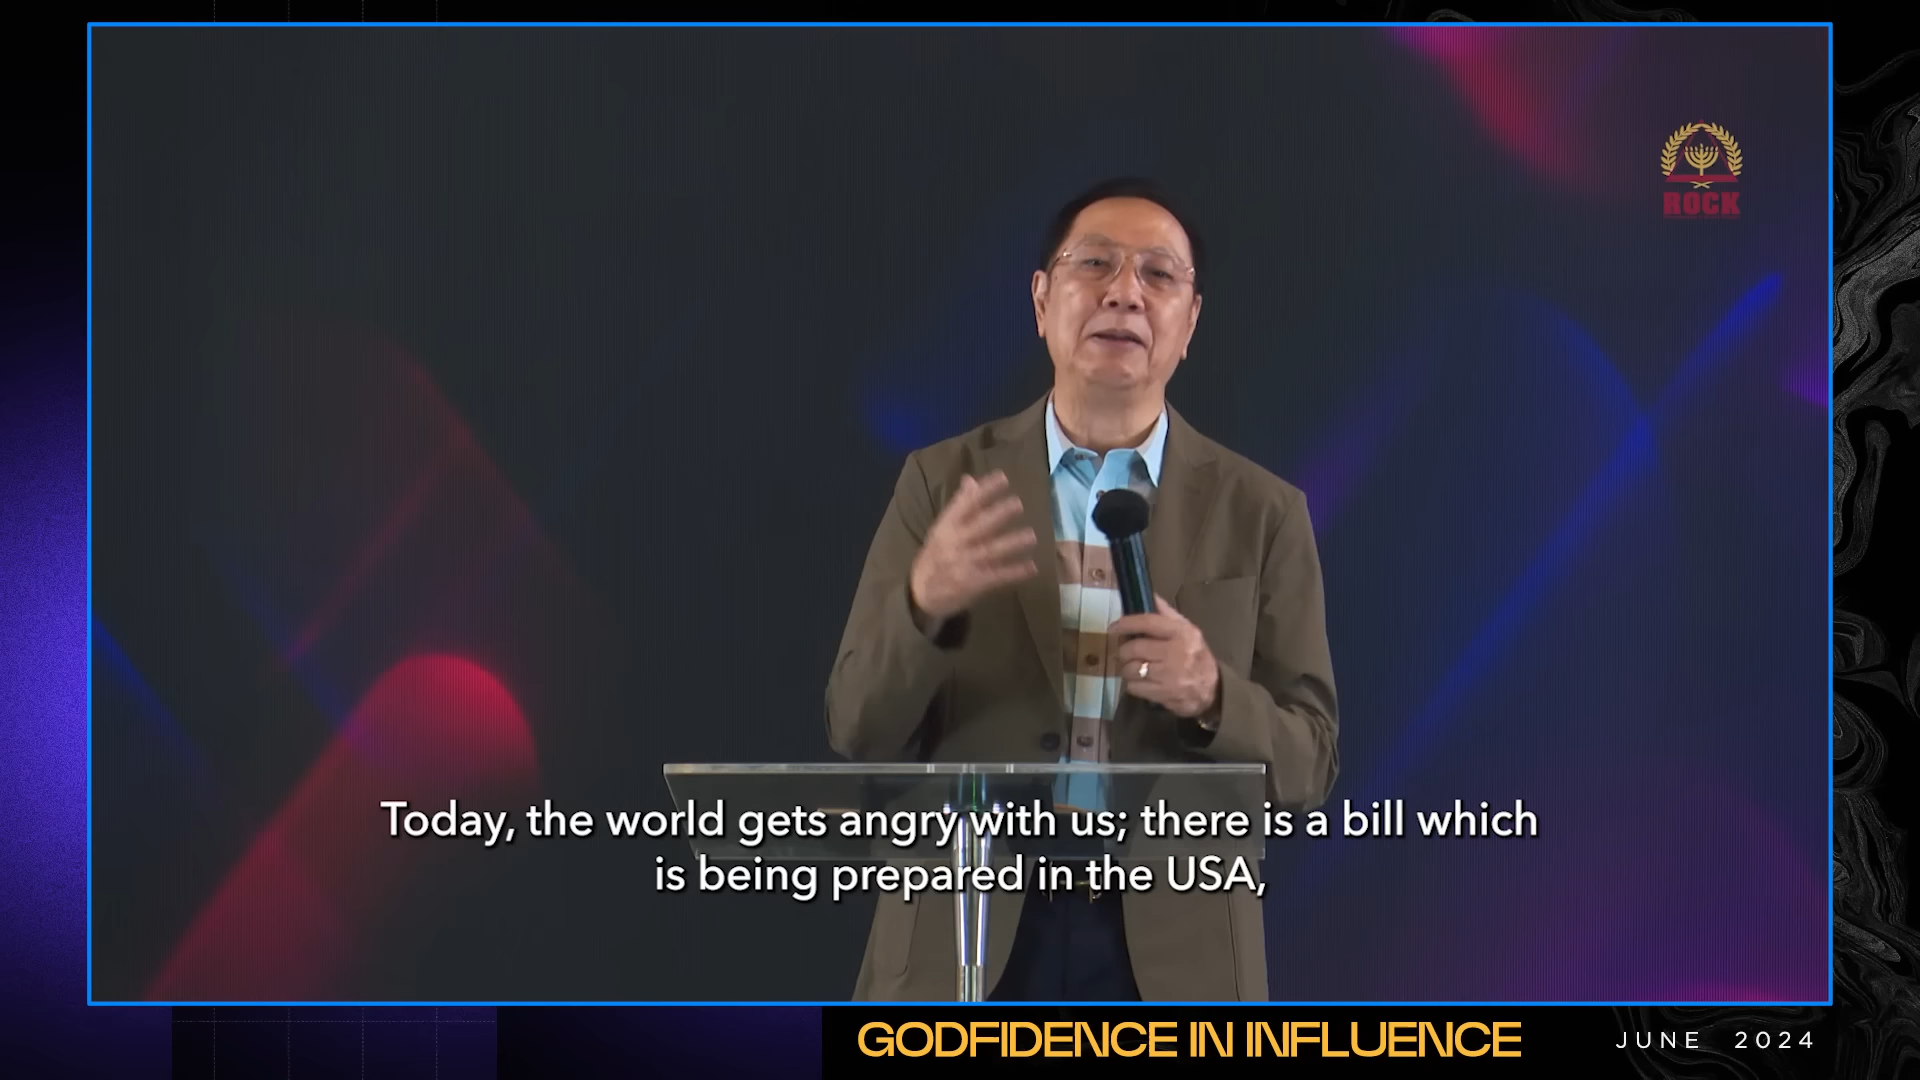 ROCK
Today, the world gets angry with us; there is a bill which
is being prepared in the USA,
GODFIDENCE IN INFLUENCE
JUNE 2024